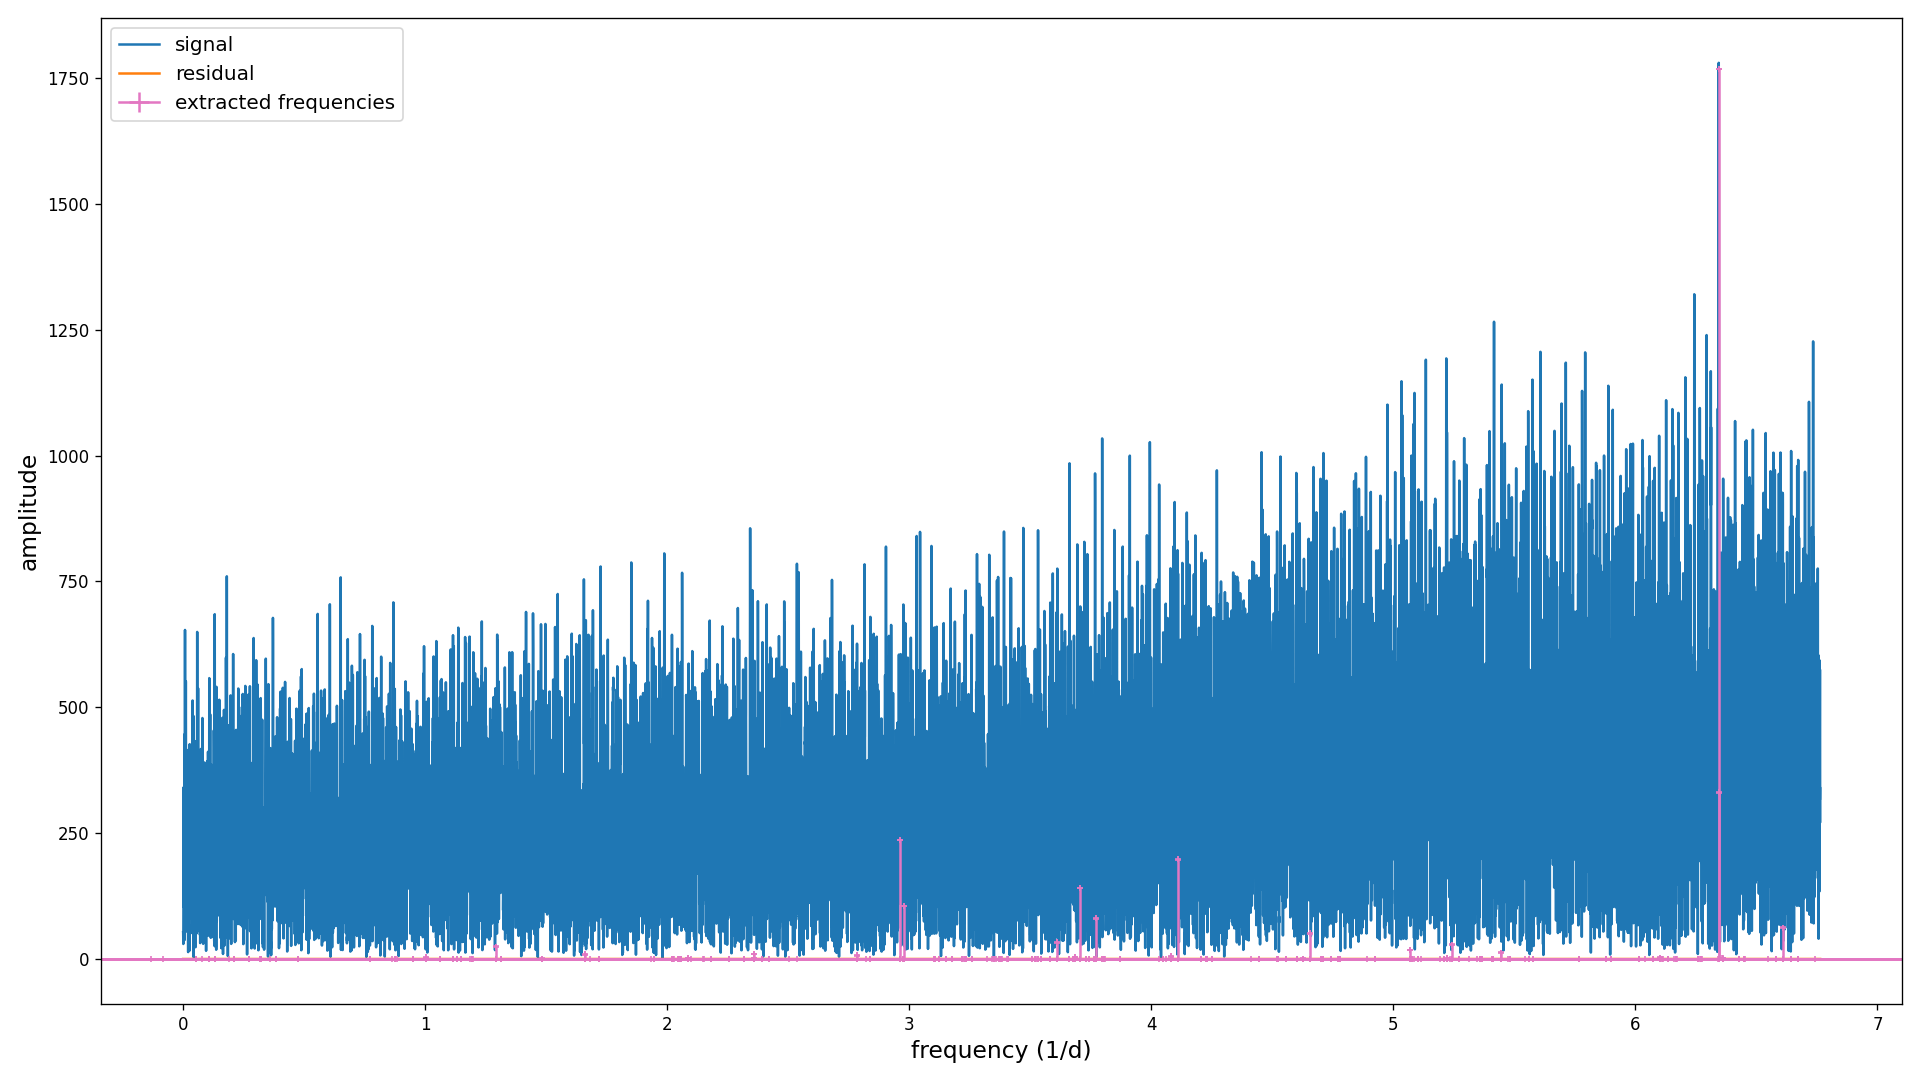 signal
residual
extracted frequencies
1750
1500
1250
1000
750
500
250
0
amplitude
0 1 2 3 4 5 6 7
frequency (1/d)